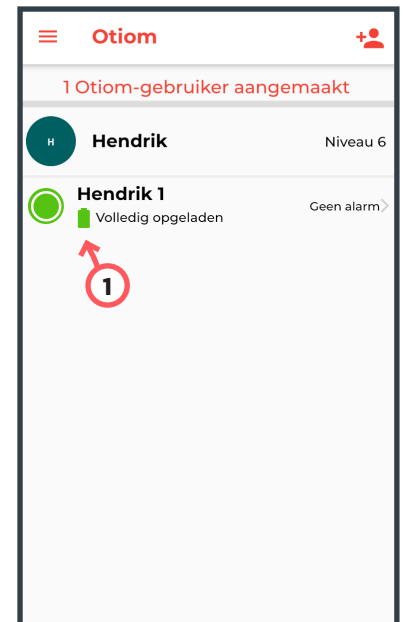 Otiom
1 Otiom-gebruiker aangemaakt
H
Hendrik
Niveau 6
Hendrik 1
Volledig opgeladen
Geen alarm
1